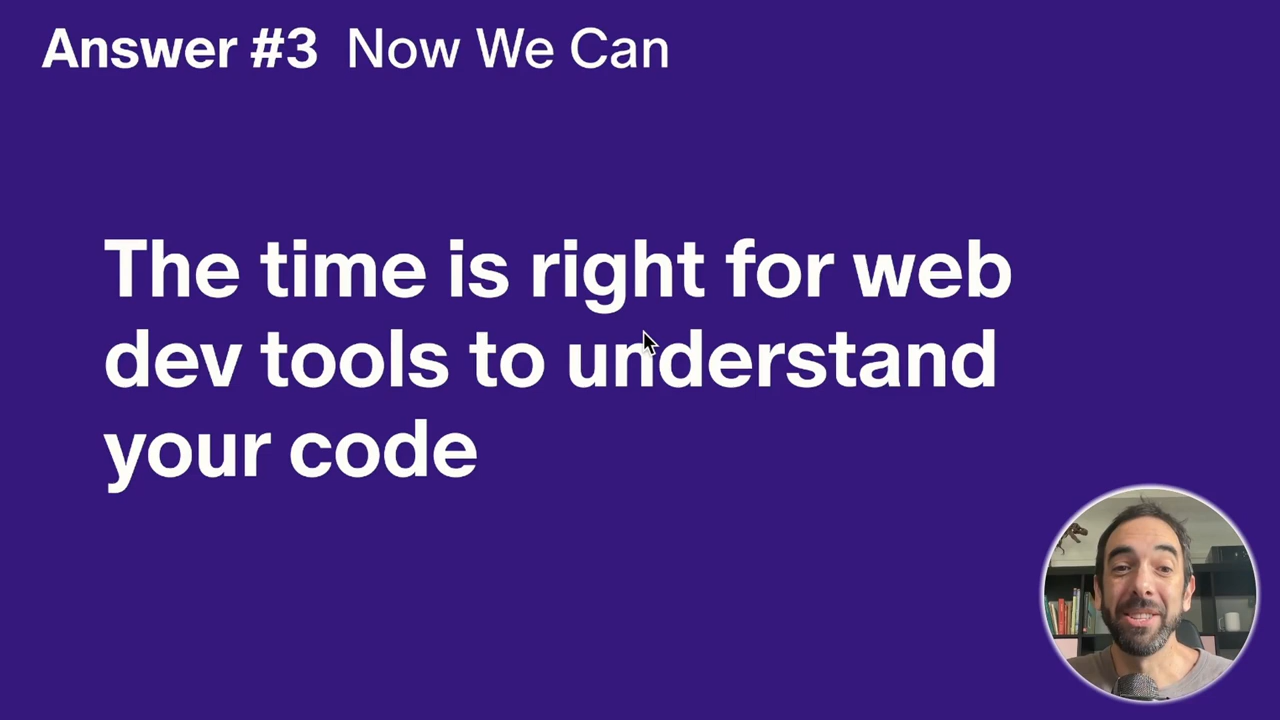 Answer #3 Now We Can
The time is right for web
dev tools to understand
your code